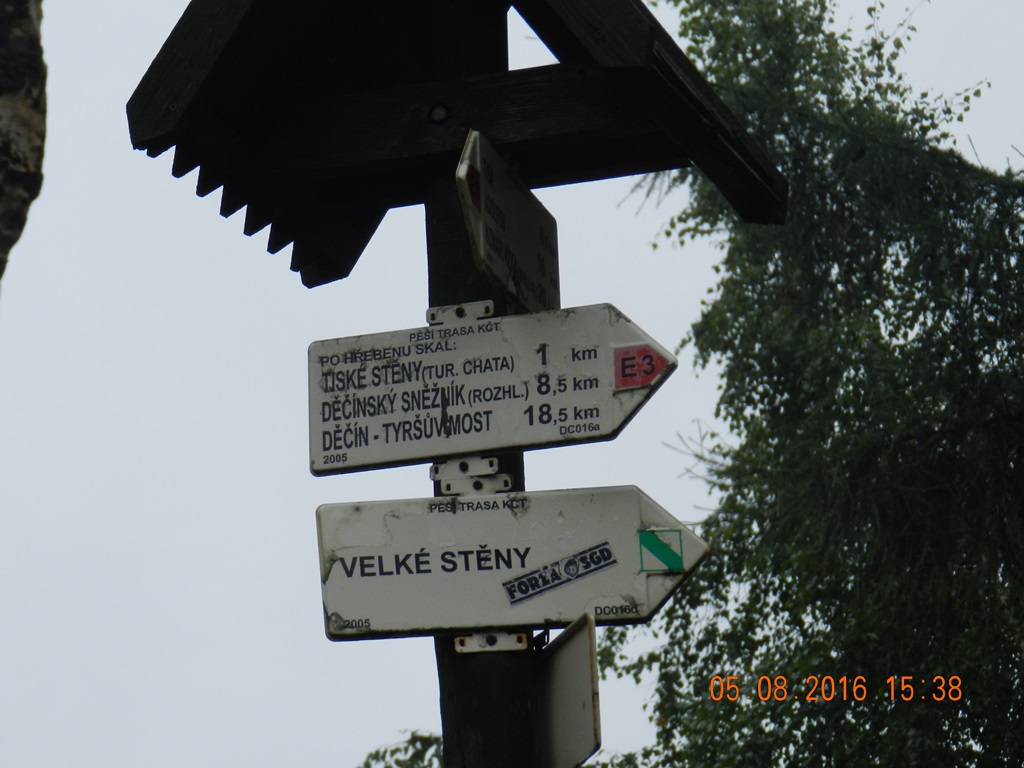 PĚŠÍ TRASA KČT
PO HŘEBENU SKAL:
TISKÉ STĚNY (TUR. CHATA) 1 km
DĚČÍNSKÝ SNĚŽNÍK (ROZHL.) 8,5 km
DĚČÍN - TYRŠŮV MOST 18,5 km
2005 DC016a
E3
PĚŠÍ TRASA KČT
VELKÉ STĚNY
FORZA SGD
2005
05.08.2016 15:38